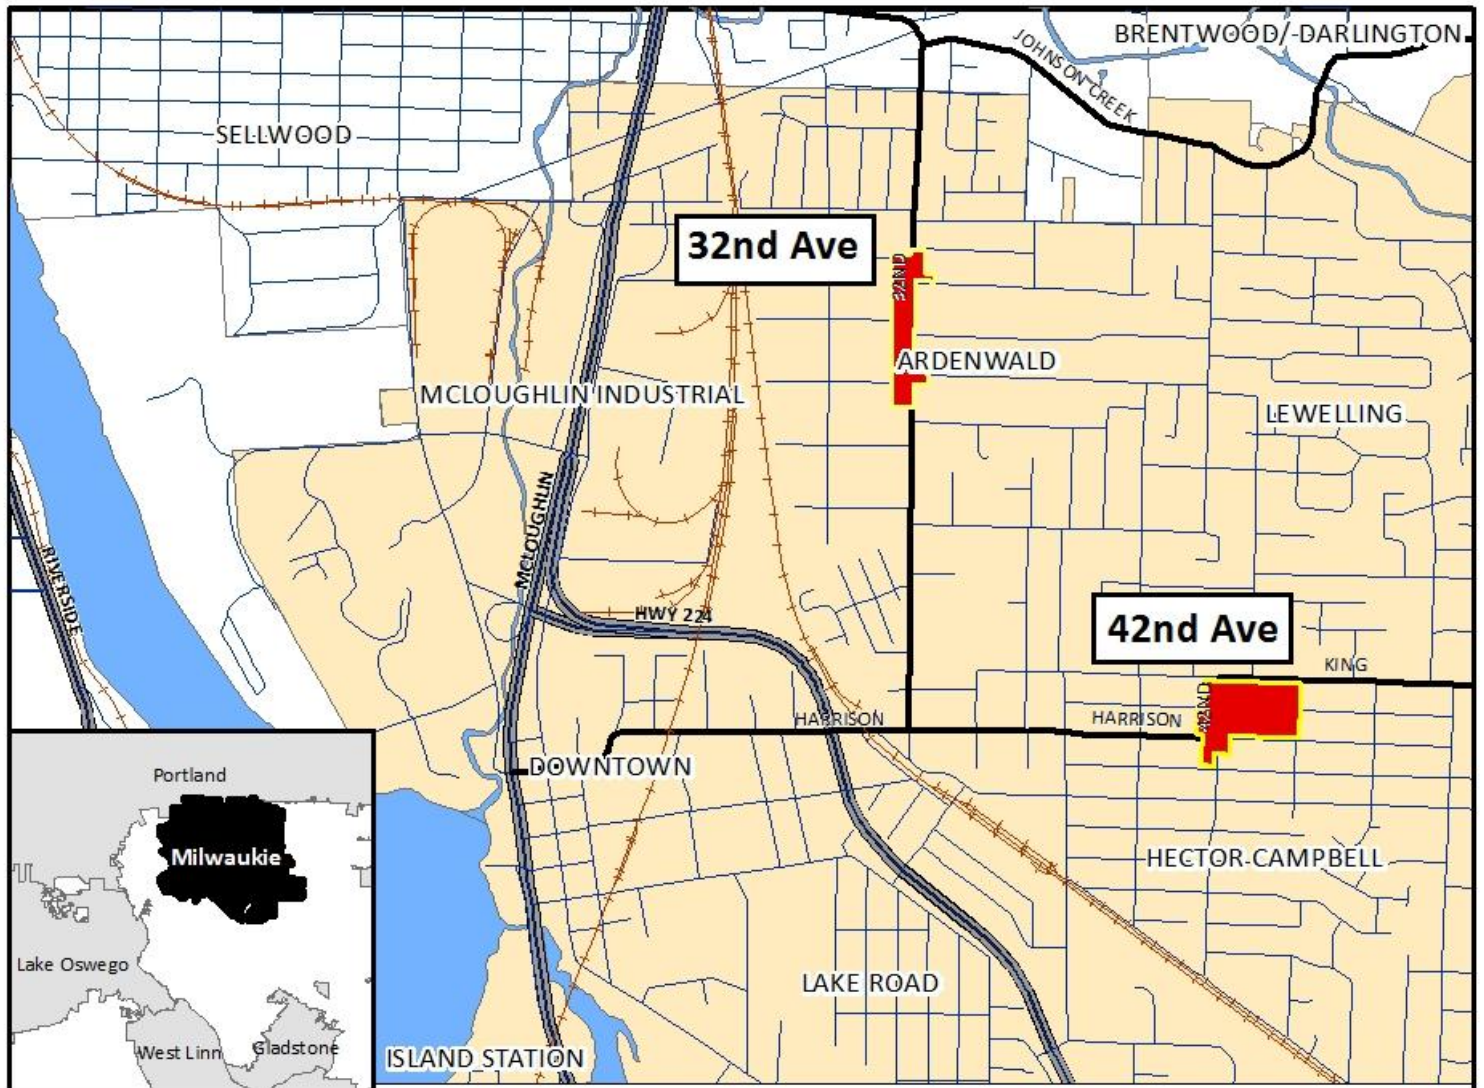 BRENTWOOD/-DARLINGTON
JOHNSON CREEK
SELLWOOD
32nd Ave
32ND
ARDENWALD
MCLOUGHLIN INDUSTRIAL
LEWELLING
MCLOUGHLIN
RIVERSIDE
HWY 224
42nd Ave
KING
42ND
HARRISON
HARRISON
DOWNTOWN
Portland
Milwaukie
HECTOR-CAMPBELL
Lake Oswego
LAKE ROAD
West Linn
Gladstone
ISLAND STATION